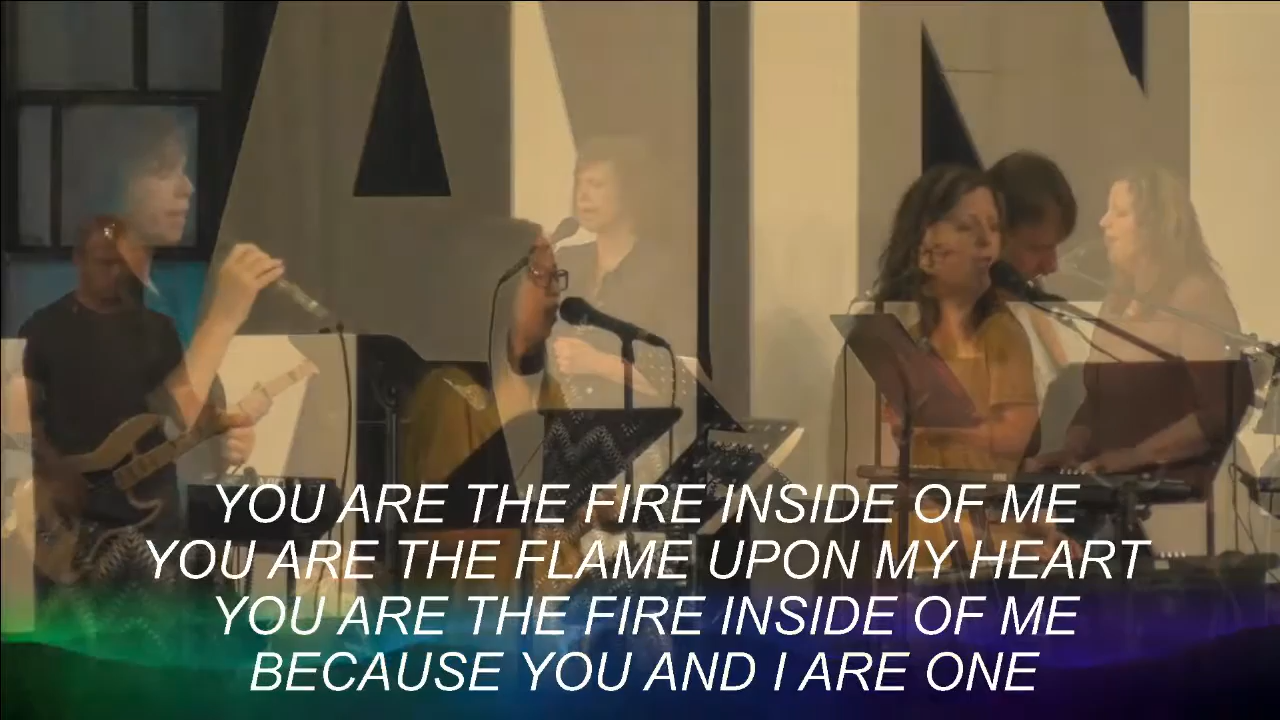 AIN
YOU ARE THE FIRE INSIDE OF ME
YOU ARE THE FLAME UPON MY HEART
YOU ARE THE FIRE INSIDE OF ME
BECAUSE YOU AND I ARE ONE